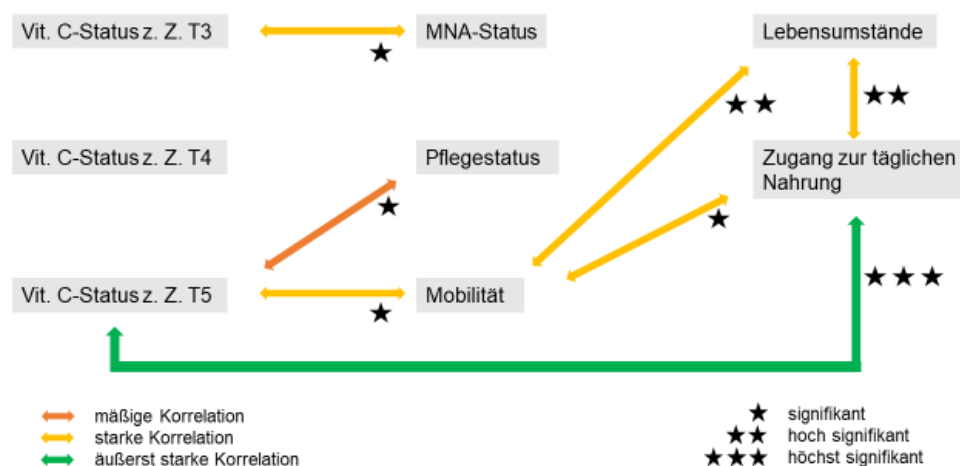 Vit. C-Status z. Z. T3
MNA-Status
Lebensumstände
Vit. C-Status z. Z. T4
Pflegestatus
Zugang zur täglichen
Nahrung
Vit. C-Status z. Z. T5
Mobilität
mäßige Korrelation
starke Korrelation
äußerst starke Korrelation
signifikant
hoch signifikant
höchst signifikant